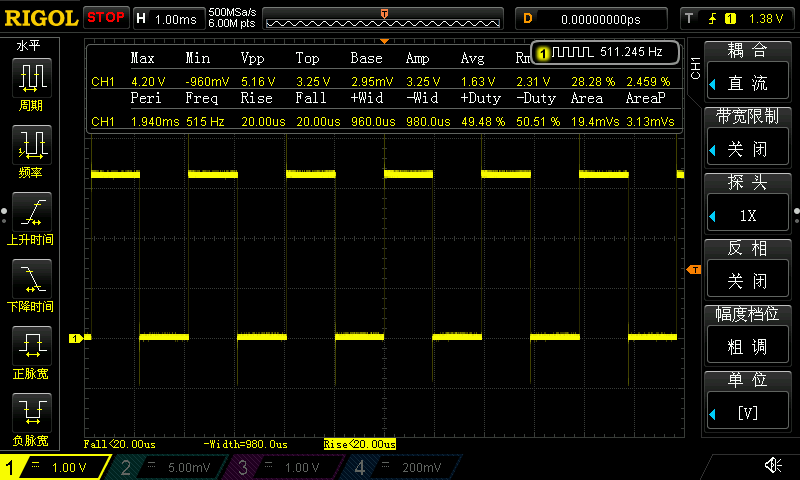 RIGOL STOP H 1.00ms 500MSa/s 6.00M pts T D 0.00000000ps T 1 1.38 V
水平
周期
频率
上升时间
下降时间
正脉宽
负脉宽
1 511.245 Hz
Max Min Vpp Top Base Amp Avg
CH1 4.20 V -960mV 5.16 V 3.25 V 2.95mV 3.25 V 1.63 V 2.31 V 28.28 % 2.459 %
Peri Freq Rise Fall +Wid -Wid +Duty -Duty Area AreaP
CH1 1.940ms 515 Hz 20.00us 20.00us 960.0us 980.0us 49.48 % 50.51 % 19.4mVs 3.13mVs
1
T
Fall<20.00us -Width=980.0us Rise<20.00us
CH1
耦合
直流
带宽限制
关闭
探头
1X
反相
关闭
幅度档位
粗调
单位
[V]
1 1.00 V 2 5.00mV 3 1.00 V 4 200mV